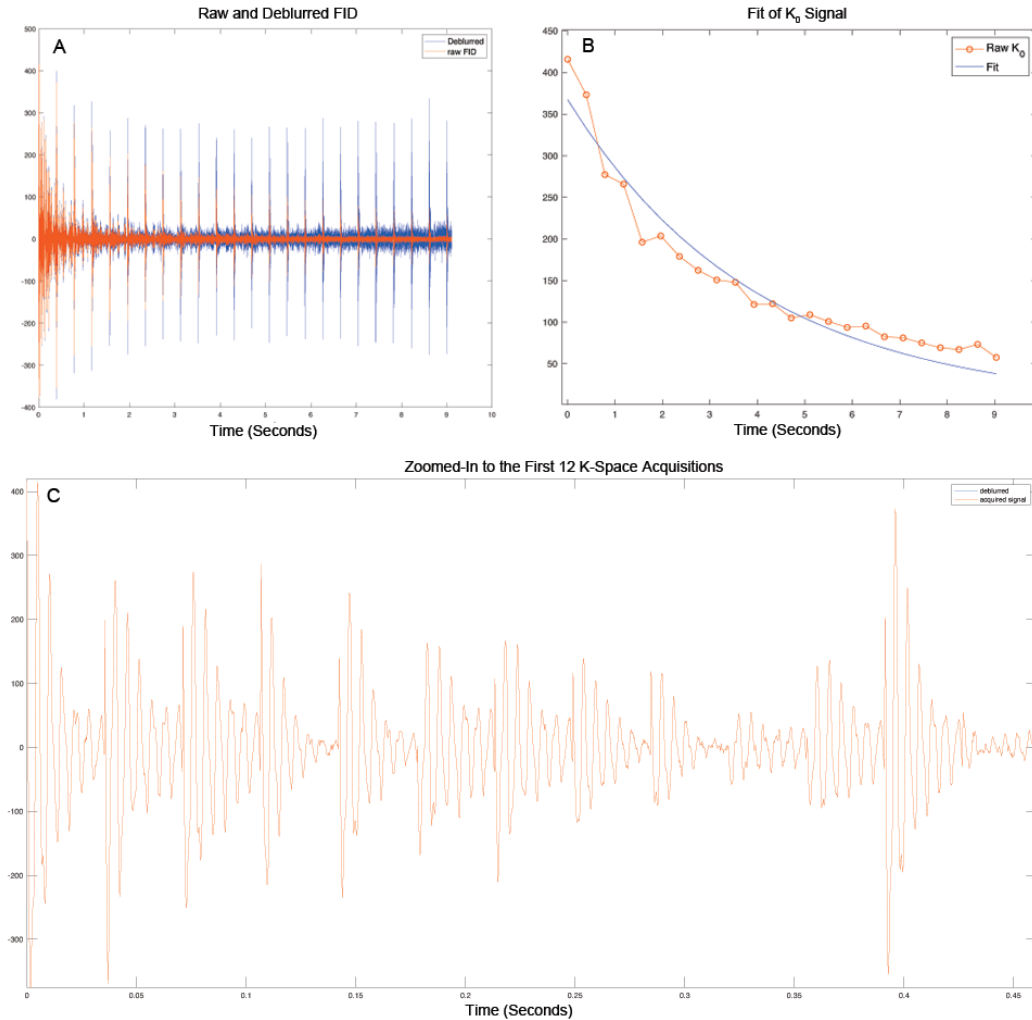 Raw and Deblurred FID
A
Deblurred
raw FID
500
400
300
200
100
0
-100
-200
-300
-400
0 1 2 3 4 5 6 7 8 9 10
Time (Seconds)
Fit of K0 Signal
B
Raw K0
Fit
450
400
350
300
250
200
150
100
50
0 1 2 3 4 5 6 7 8 9
Time (Seconds)
Zoomed-In to the First 12 K-Space Acquisitions
C
deblurred
acquired signal
400
300
200
100
0
-100
-200
-300
0 0.05 0.1 0.15 0.2 0.25 0.3 0.35 0.4 0.45
Time (Seconds)